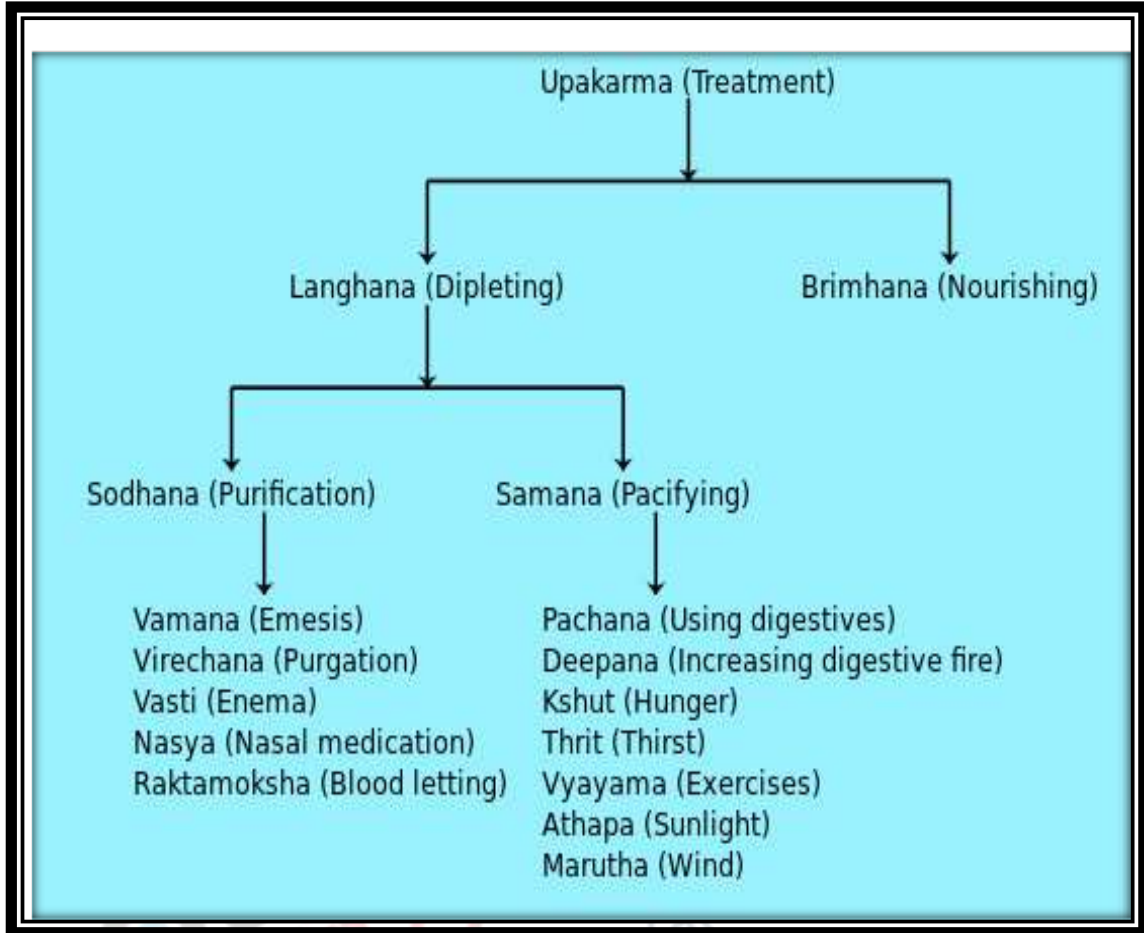 Upakarma (Treatment)
Langhana (Dipleting)
Brimhana (Nourishing)
Sodhana (Purification)
Samana (Pacifying)
Vamana (Emesis)
Virechana (Purgation)
Vasti (Enema)
Nasya (Nasal medication)
Raktamoksha (Blood letting)
Pachana (Using digestives)
Deepana (Increasing digestive fire)
Kshut (Hunger)
Thrit (Thirst)
Vyayama (Exercises)
Athapa (Sunlight)
Marutha (Wind)